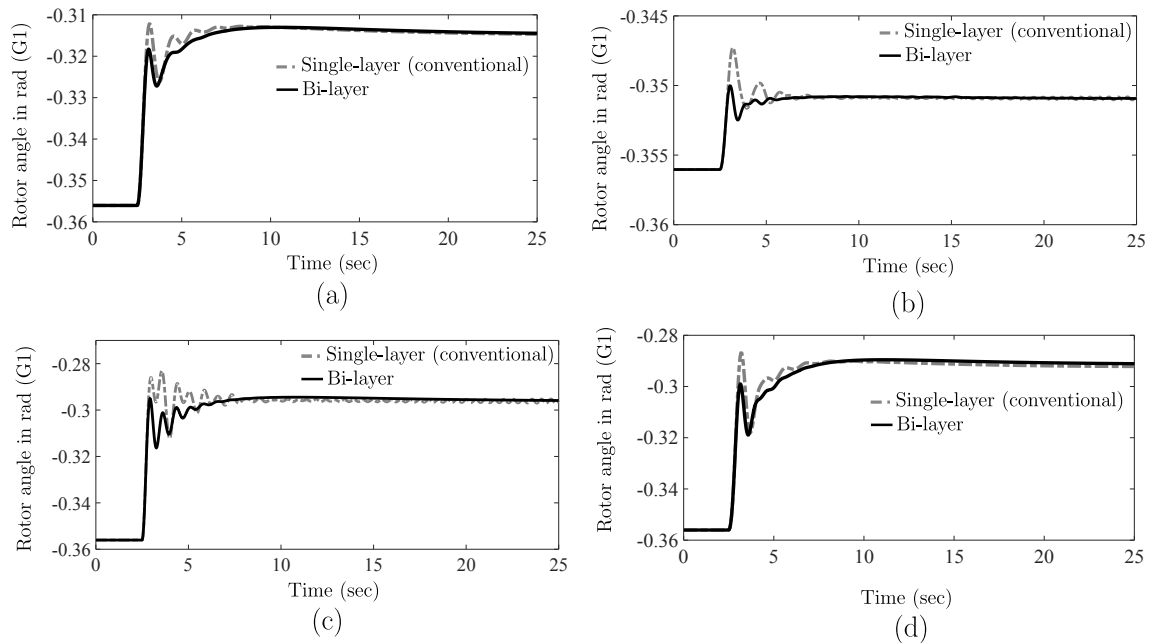 Rotor angle in rad (G1)
-0.31
-0.32
-0.33
-0.34
-0.35
-0.36
Single-layer (conventional)
Bi-layer
0 5 10 15 20 25
Time (sec)
(a)
Rotor angle in rad (G1)
-0.345
-0.35
-0.355
-0.36
Single-layer (conventional)
Bi-layer
0 5 10 15 20 25
Time (sec)
(b)
Rotor angle in rad (G1)
-0.28
-0.3
-0.32
-0.34
-0.36
Single-layer (conventional)
Bi-layer
0 5 10 15 20 25
Time (sec)
(c)
Rotor angle in rad (G1)
-0.28
-0.3
-0.32
-0.34
-0.36
Single-layer (conventional)
Bi-layer
0 5 10 15 20 25
Time (sec)
(d)